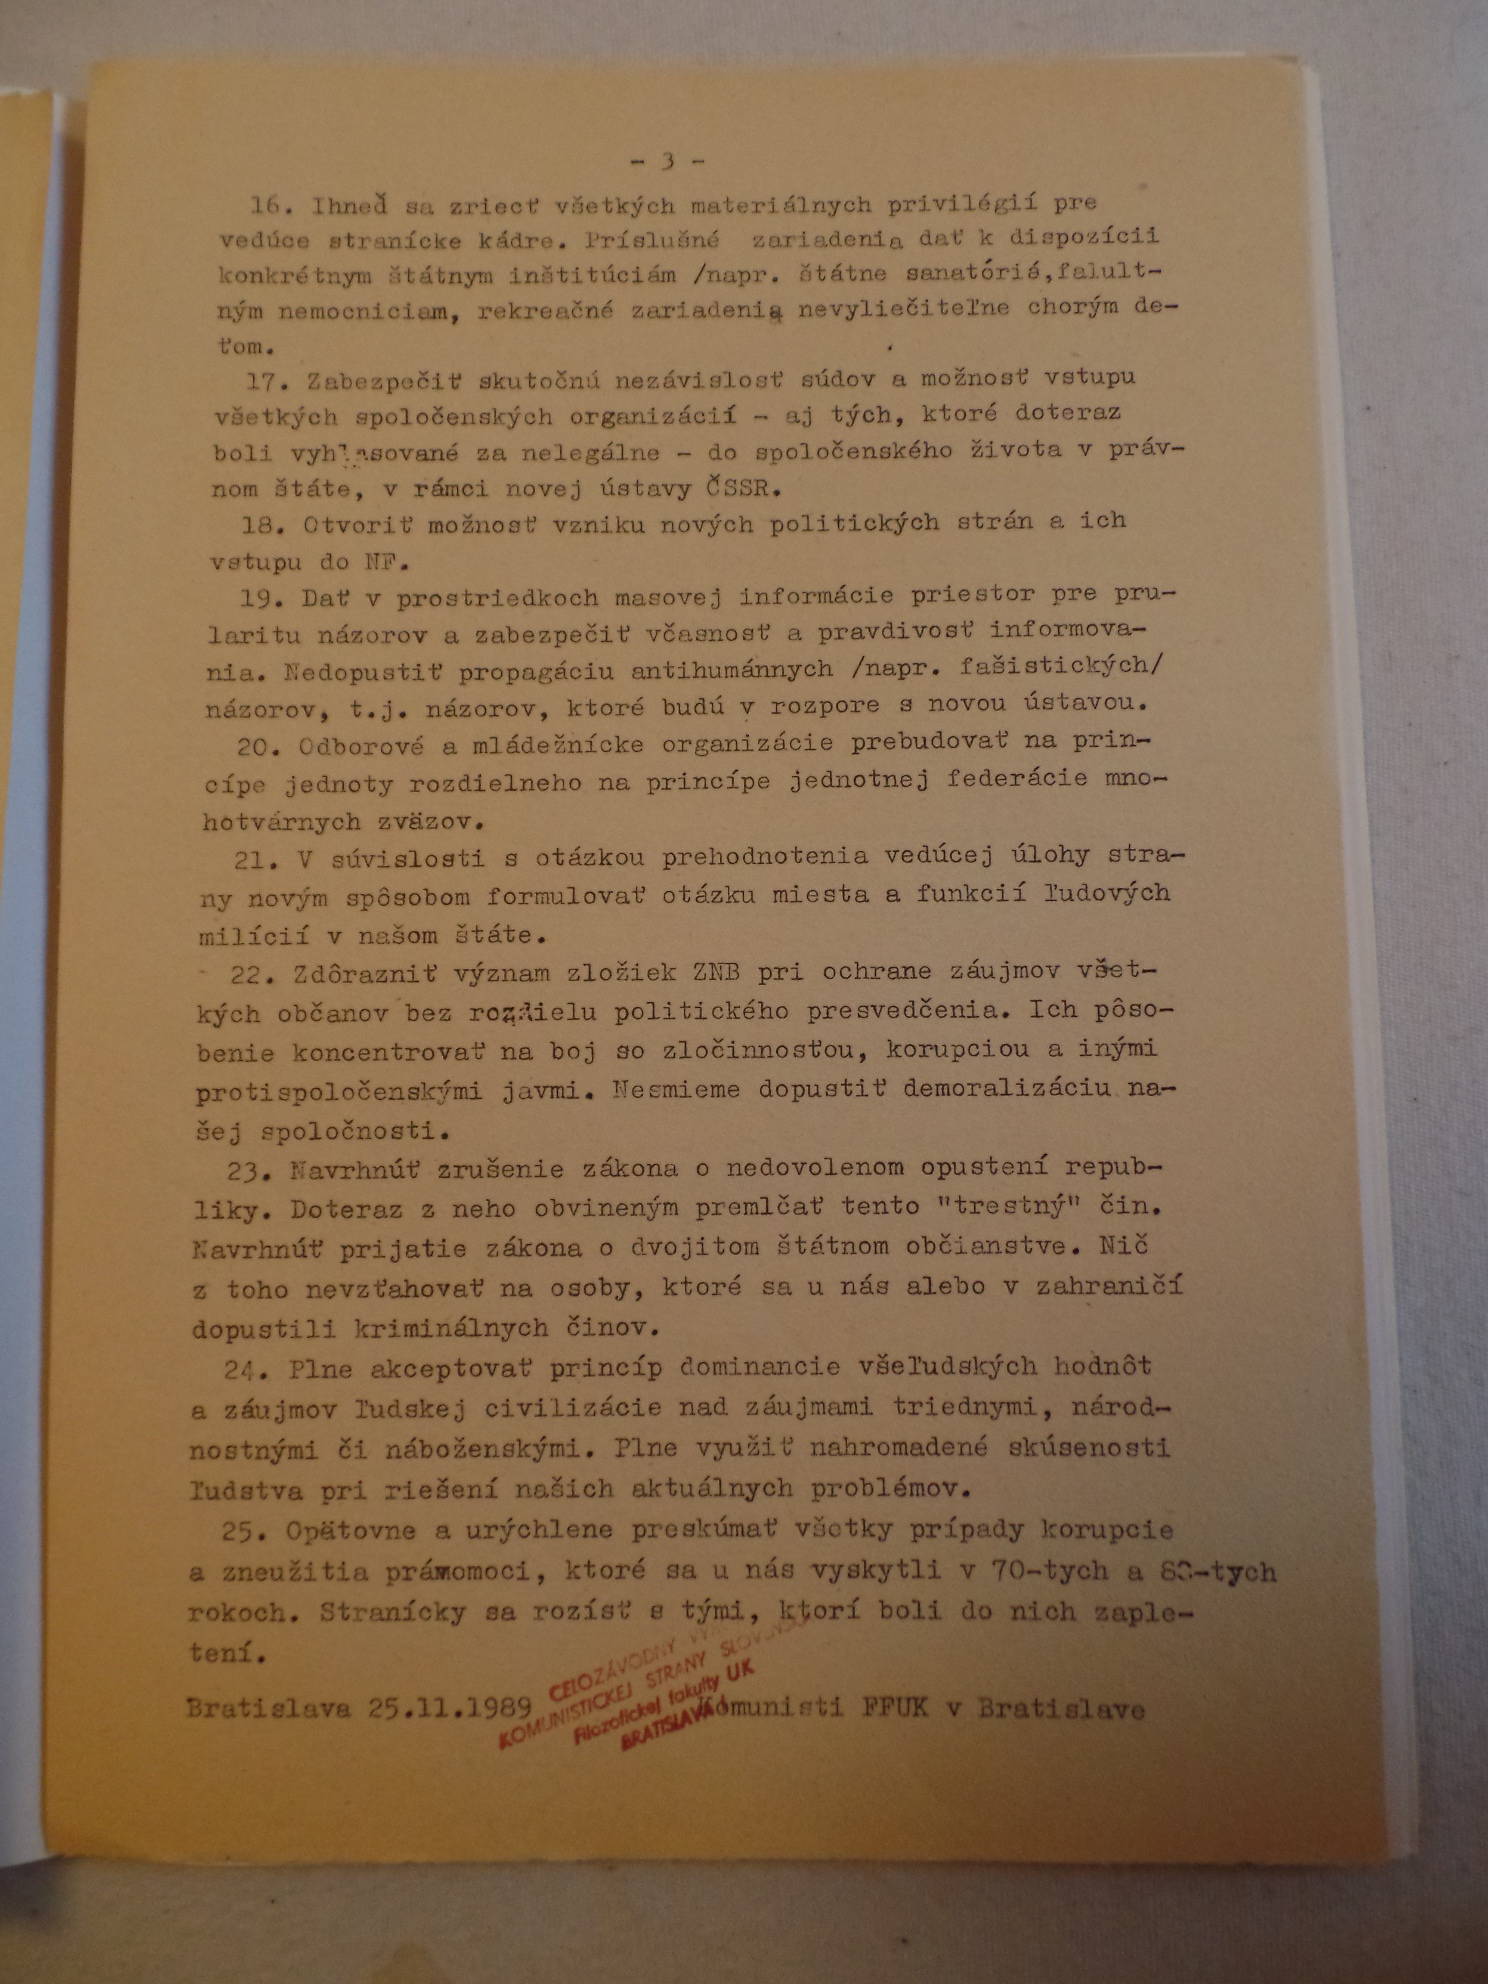 - 3 -
16. Ihneď sa zriecť všetkých materiálnych privilégií pre
vedúce stranícke kádre. Príslušné zariadenia dať k dispozícii
konkrétnym štátnym inštitúciám /napr. štátne sanatóriá,falult-
ným nemocniciam, rekreačné zariadenia nevyliečiteľne chorým de-
ťom.
17. Zabezpečiť skutočnú nezávislosť súdov a možnosť vstupu
všetkých spoločenských organizácií - aj tých, ktoré doteraz
boli vyhlasované za nelegálne - do spoločenského života v práv-
nom štáte, v rámci novej ústavy ČSSR.
18. Otvoriť možnosť vzniku nových politických strán a ich
vstupu do NF.
19. Dať v prostriedkoch masovej informácie priestor pre pru-
laritu názorov a zabezpečiť včasnosť a pravdivosť informova-
nia. Nedopustiť propagáciu antihumánnych /napr. fašistických/
názorov, t.j. názorov, ktoré budú v rozpore s novou ústavou.
20. Odborové a mládežnícke organizácie prebudovať na prin-
cípe jednoty rozdielneho na princípe jednotnej federácie mno-
hotvárnych zväzov.
21. V súvislosti s otázkou prehodnotenia vedúcej úlohy stra-
ny novým spôsobom formulovať otázku miesta a funkcií ľudových
milícií v našom štáte.
22. Zdôrazniť význam zložiek ZNB pri ochrane záujmov všet-
kých občanov bez rozdielu politického presvedčenia. Ich pôso-
benie koncentrovať na boj so zločinnosťou, korupciou a inými
protispoločenskými javmi. Nesmieme dopustiť demoralizáciu na-
šej spoločnosti.
23. Navrhnúť zrušenie zákona o nedovolenom opustení repub-
liky. Doteraz z neho obvineným premlčať tento "trestný" čin.
Navrhnúť prijatie zákona o dvojitom štátnom občianstve. Nič
z toho nevzťahovať na osoby, ktoré sa u nás alebo v zahraničí
dopustili kriminálnych činov.
24. Plne akceptovať princíp dominancie všeľudských hodnôt
a záujmov ľudskej civilizácie nad záujmami triednymi, národ-
nostnými či náboženskými. Plne využiť nahromadené skúsenosti
ľudstva pri riešení našich aktuálnych problémov.
25. Opätovne a urýchlene preskúmať všetky prípady korupcie
a zneužitia prámomoci, ktoré sa u nás vyskytli v 70-tych a 80-tych
rokoch. Stranícky sa rozísť s tými, ktorí boli do nich zaple-
tení.
CELOZÁVODNÝ
KOMUNISTICKEJ STRANY SLOVENSKA
Filozofickej fakulty UK
BRATISLAVA
Bratislava 25.11.1989 Komunisti FFUK v Bratislave